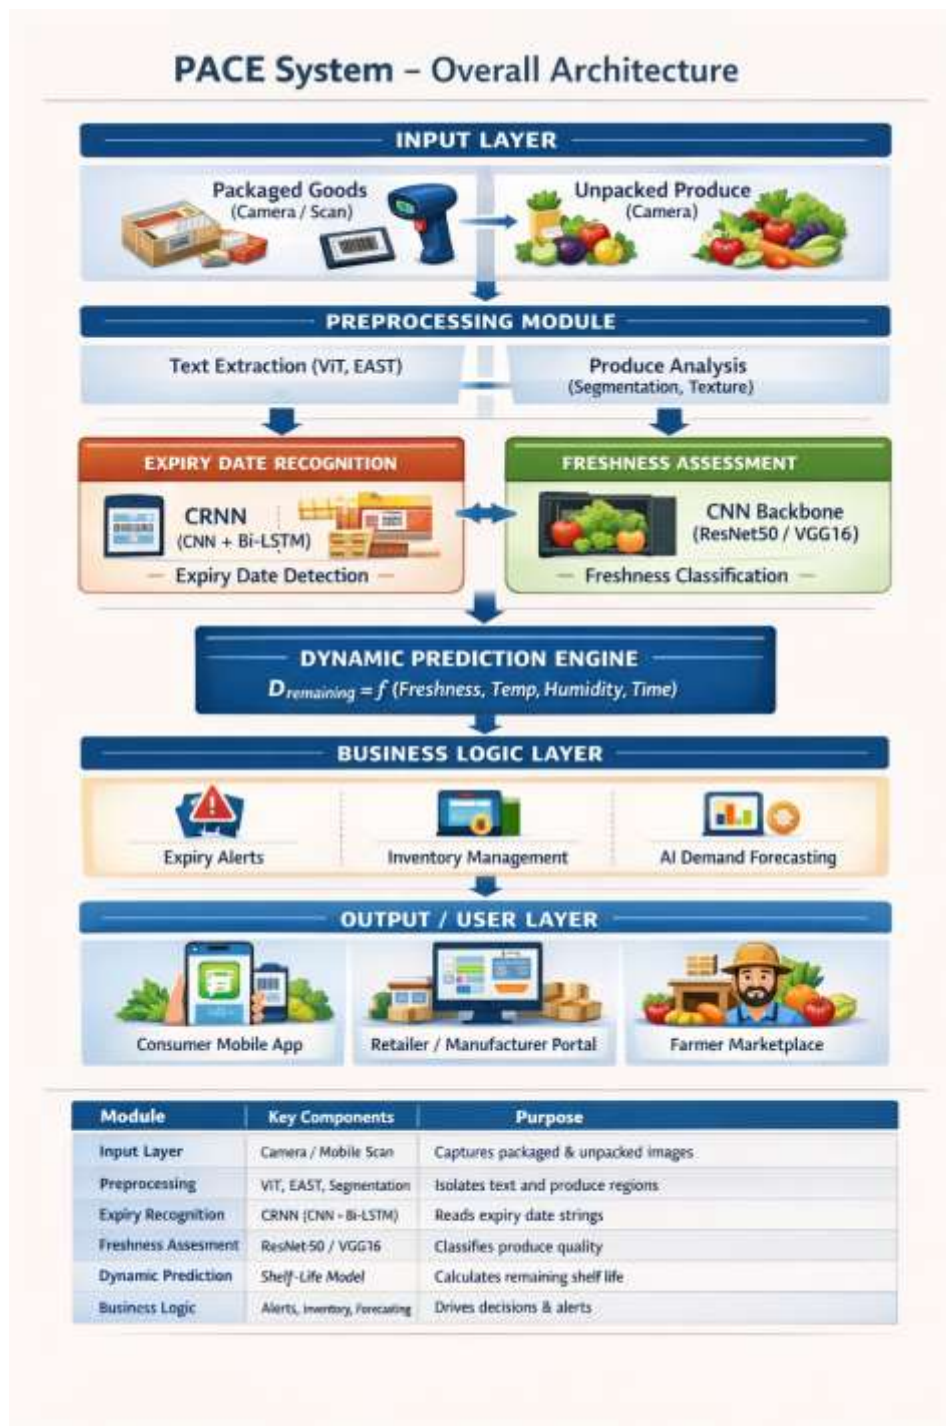 PACE System – Overall Architecture
INPUT LAYER
Packaged Goods
(Camera / Scan)
Unpacked Produce
(Camera)
PREPROCESSING MODULE
Text Extraction (ViT, EAST)
Produce Analysis
(Segmentation, Texture)
EXPIRY DATE RECOGNITION
CRNN
(CNN + Bi-LSTM)
Expiry Date Detection
FRESHNESS ASSESSMENT
CNN Backbone
(ResNet50 / VGG16)
Freshness Classification
DYNAMIC PREDICTION ENGINE
D remaining = f (Freshness, Temp, Humidity, Time)
BUSINESS LOGIC LAYER
Expiry Alerts
Inventory Management
AI Demand Forecasting
OUTPUT / USER LAYER
Consumer Mobile App
Retailer / Manufacturer Portal
Farmer Marketplace
Module Key Components Purpose
Input Layer Camera / Mobile Scan Captures packaged & unpacked images
Preprocessing ViT, EAST, Segmentation Isolates text and produce regions
Expiry Recognition CRNN (CNN - Bi-LSTM) Reads expiry date strings
Freshness Assesment ResNet-50 / VGG16 Classifies produce quality
Dynamic Prediction Shelf-Life Model Calculates remaining shelf life
Business Logic Alerts, Inventory, Forecasting Drives decisions & alerts